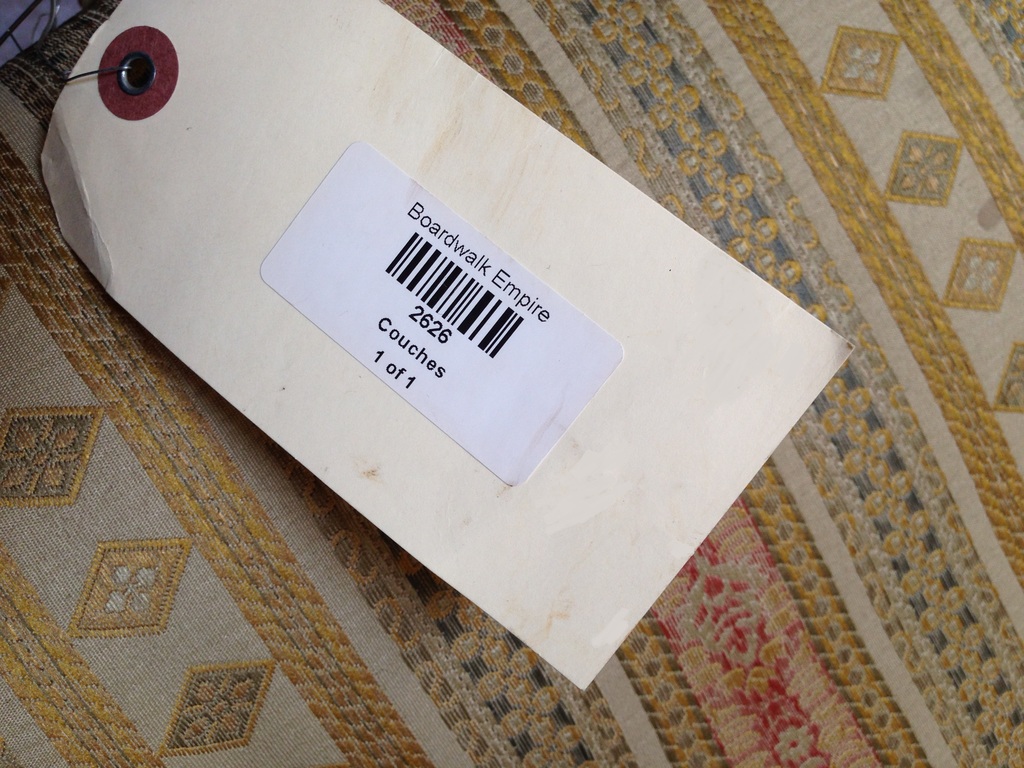 Boardwalk Empire
2626
Couches
1 of 1